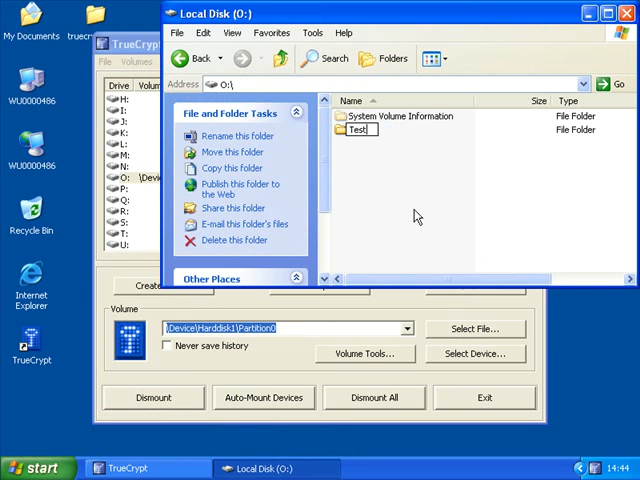 My Documents
truecr
WU0000486
WU0000486
Recycle Bin
Internet
Explorer
TrueCrypt
TrueCrypt
File Volumes
Drive Volu
H:
I:
J:
K:
L:
M:
N:
O: \Devic
P:
Q:
R:
S:
T:
U:
Local Disk (O:)
File Edit View Favorites Tools Help
Back Search Folders
Address O:\ Go
File and Folder Tasks
Rename this folder
Move this folder
Copy this folder
Publish this folder to
the Web
Share this folder
E-mail this folder's files
Delete this folder
Other Places
Name Size Type
System Volume Information File Folder
Test File Folder
Create
Volume
\Device\Harddisk1\Partition0
Select File...
Never save history
Volume Tools...
Select Device...
Dismount
Auto-Mount Devices
Dismount All
Exit
start
TrueCrypt
Local Disk (O:)
14:44